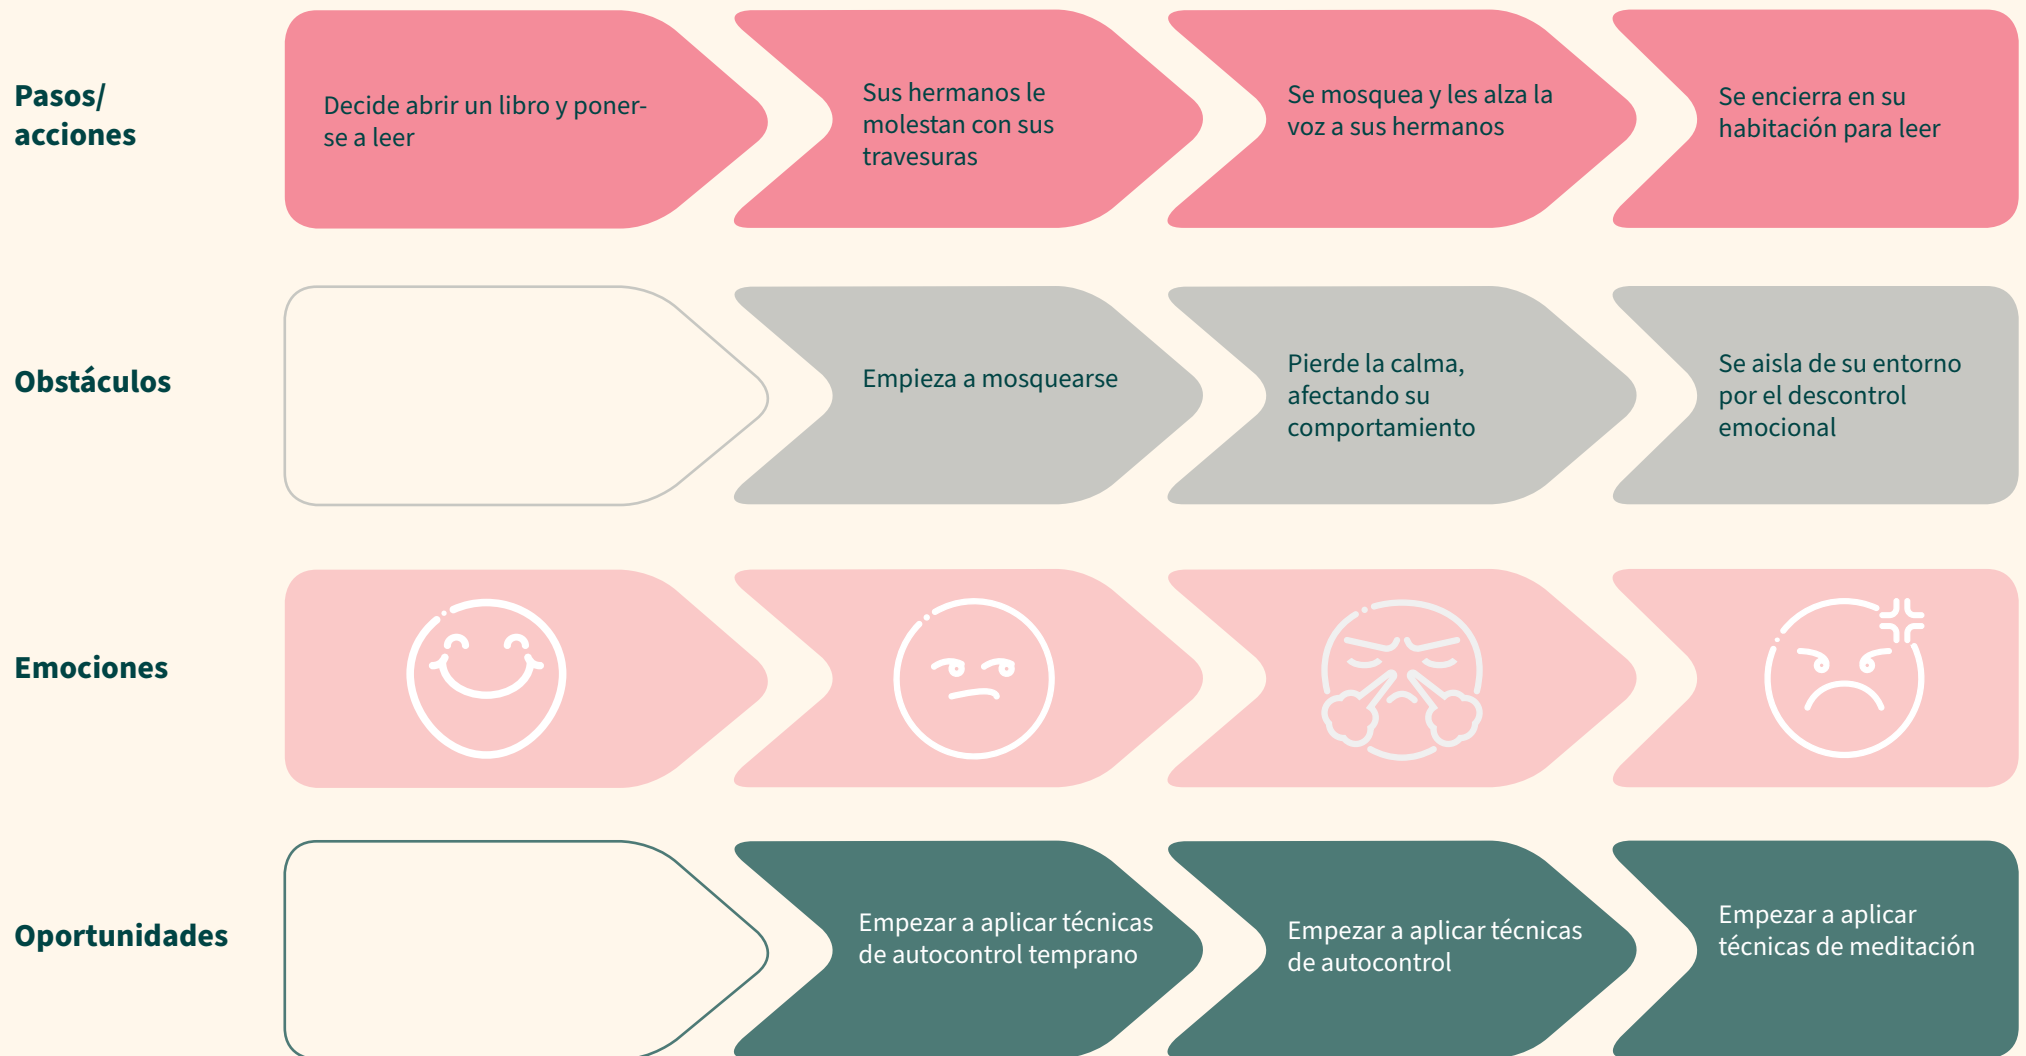 Pasos/
acciones
Decide abrir un libro y poner-
se a leer
Sus hermanos le
molestan con sus
travesuras
Se mosquea y les alza la
voz a sus hermanos
Se encierra en su
habitación para leer
Obstáculos
Empieza a mosquearse
Pierde la calma,
afectando su
comportamiento
Se aisla de su entorno
por el descontrol
emocional
Emociones
Oportunidades
Empezar a aplicar técnicas
de autocontrol temprano
Empezar a aplicar técnicas
de autocontrol
Empezar a aplicar
técnicas de meditación